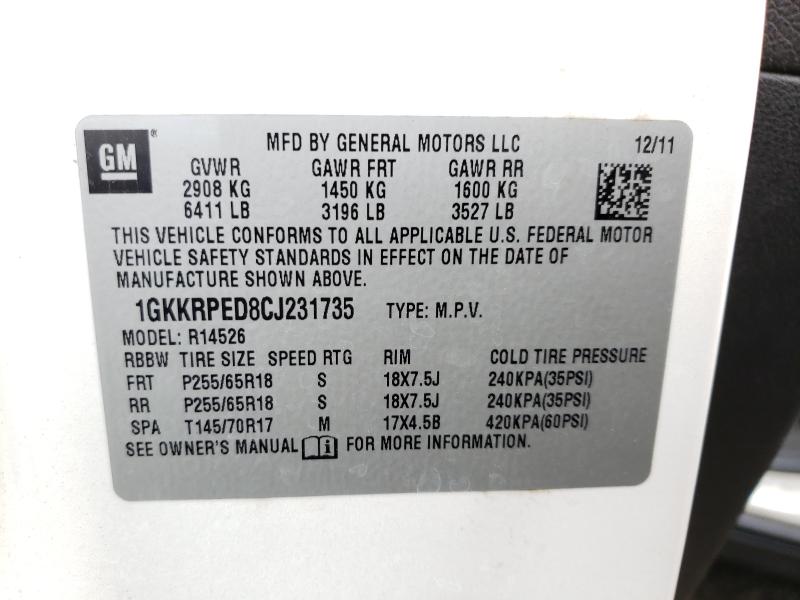 GM ® MFD BY GENERAL MOTORS LLC 12/11
GVWR GAWR FRT GAWR RR
2908 KG 1450 KG 1600 KG
6411 LB 3196 LB 3527 LB
THIS VEHICLE CONFORMS TO ALL APPLICABLE U.S. FEDERAL MOTOR
VEHICLE SAFETY STANDARDS IN EFFECT ON THE DATE OF
MANUFACTURE SHOWN ABOVE.
1GKKRPED8CJ231735 TYPE: M.P.V.
MODEL: R14526
RBBW TIRE SIZE SPEED RTG RIM COLD TIRE PRESSURE
FRT P255/65R18 S 18X7.5J 240KPA(35PSI)
RR P255/65R18 S 18X7.5J 240KPA(35PSI)
SPA T145/70R17 M 17X4.5B 420KPA(60PSI)
SEE OWNER'S MANUAL i FOR MORE INFORMATION.